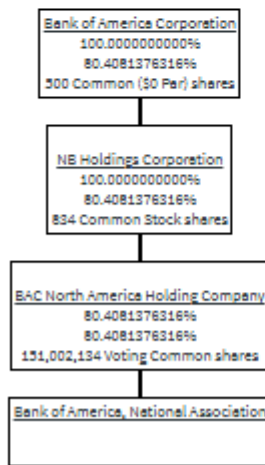 Bank of America Corporation
100.0000000000%
80.4081376316%
500 Common ($0 Par) shares
NB Holdings Corporation
100.0000000000%
80.4081376316%
834 Common Stock shares
BAC North America Holding Company
80.4081376316%
80.4081376316%
151,002,134 Voting Common shares
Bank of America, National Association